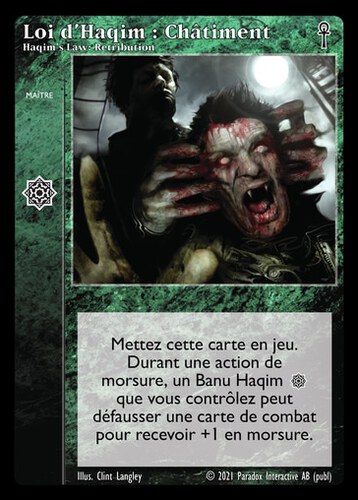 Loi d'Haqim : Châtiment
Haqim's Law: Retribution
MAÎTRE
Mettez cette carte en jeu.
Durant une action de
morsure, un Banu Haqim
que vous contrôlez peut
défausser une carte de combat
pour recevoir +1 en morsure.
Illus. Clint Langley
© 2021 Paradox Interactive AB (publ)